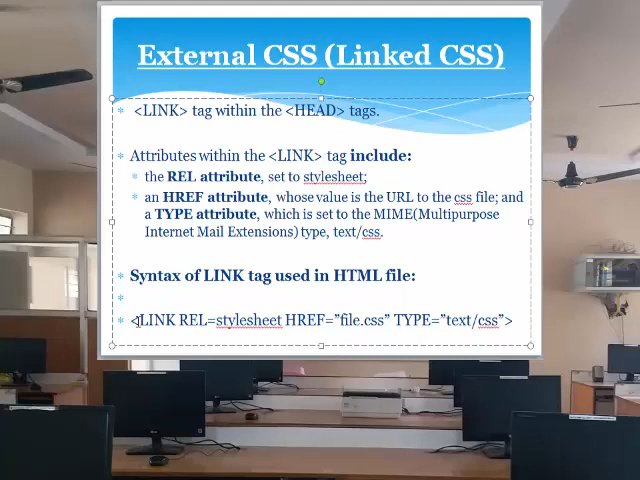 External CSS (Linked CSS)
<LINK> tag within the <HEAD> tags.
Attributes within the <LINK> tag include:
the REL attribute, set to stylesheet;
an HREF attribute, whose value is the URL to the css file; and
a TYPE attribute, which is set to the MIME(Multipurpose
Internet Mail Extensions) type, text/css.
Syntax of LINK tag used in HTML file:
<LINK REL=stylesheet HREF=”file.css” TYPE=”text/css”>